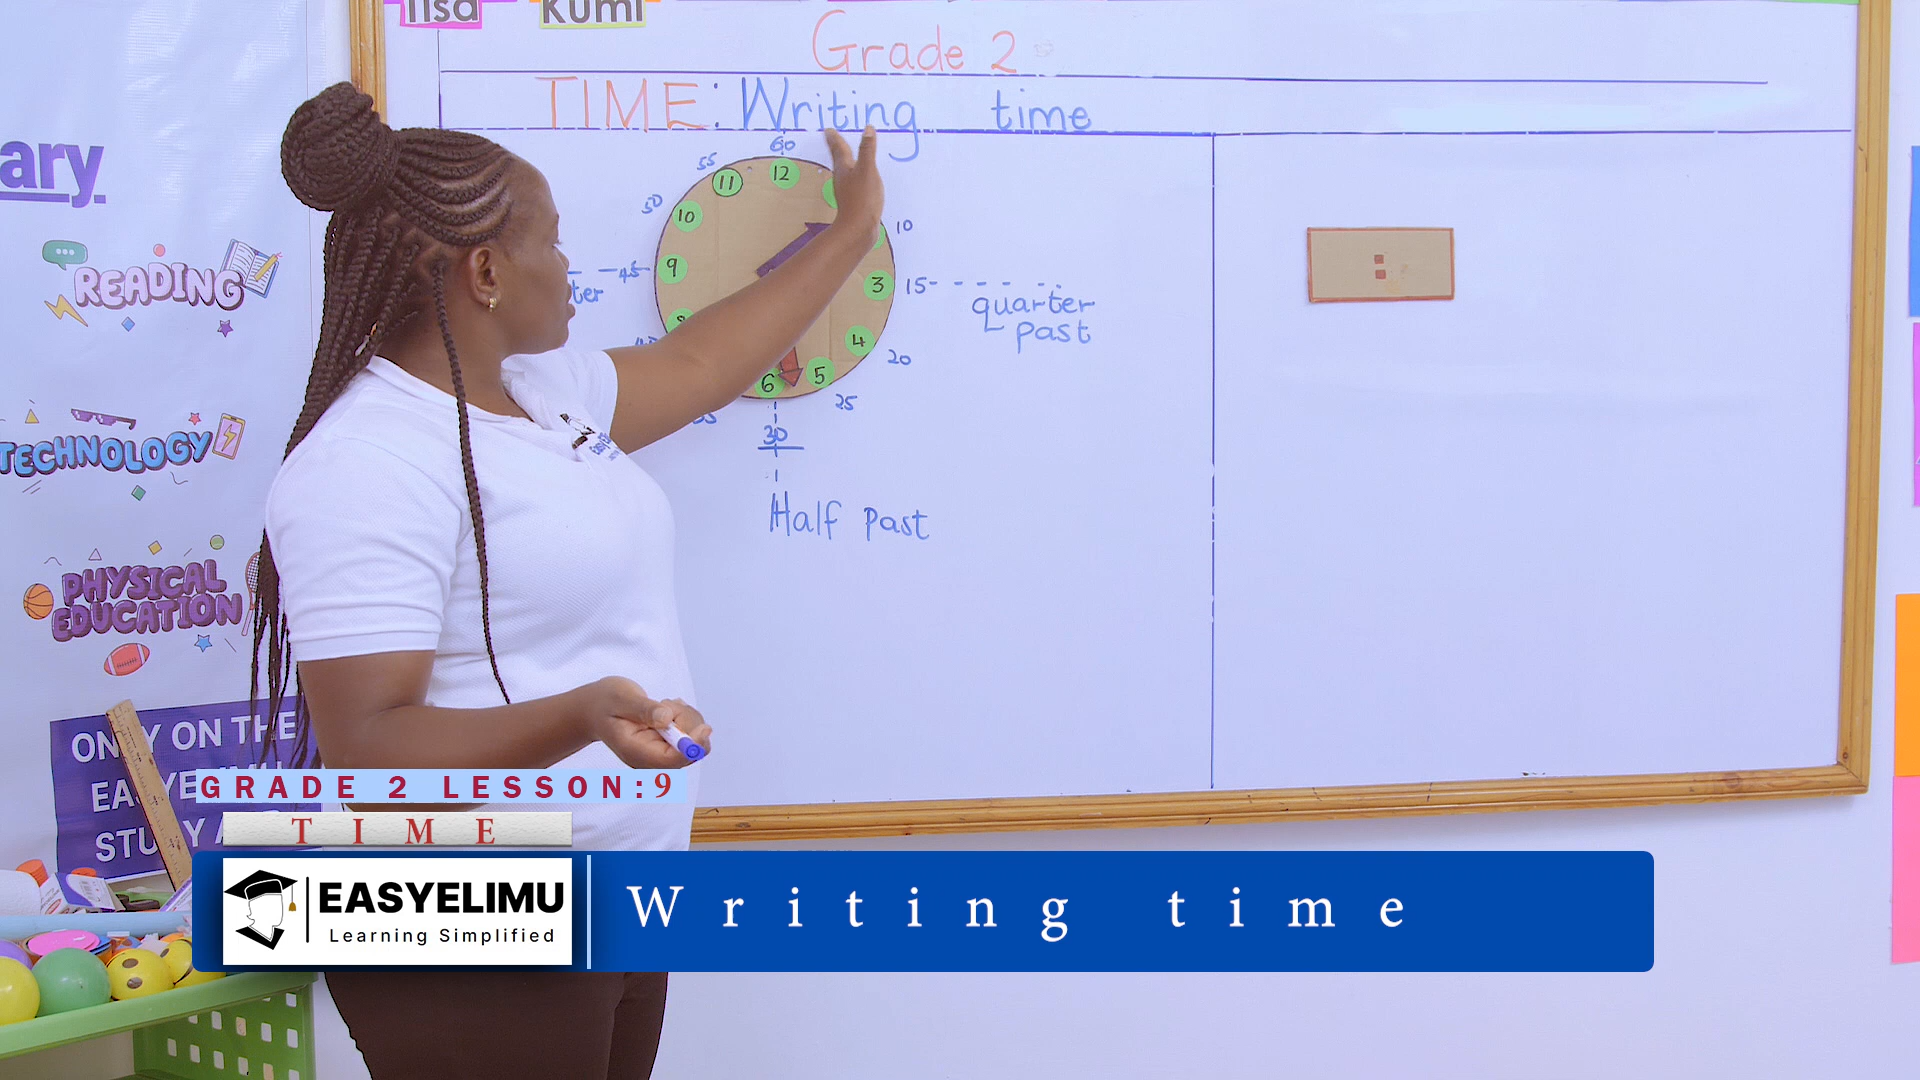 Tisa
Kumi
Grade 2
TIME: Writing time
ary
READING
TECHNOLOGY
PHYSICAL
EDUCATION
60
55
12
11
50
10
10
45
9
3
15
quarter
past
4
20
6
5
25
30
Half past
:
GRADE 2 LESSON:9
TIME
EASYELIMU
Learning Simplified
Writing time